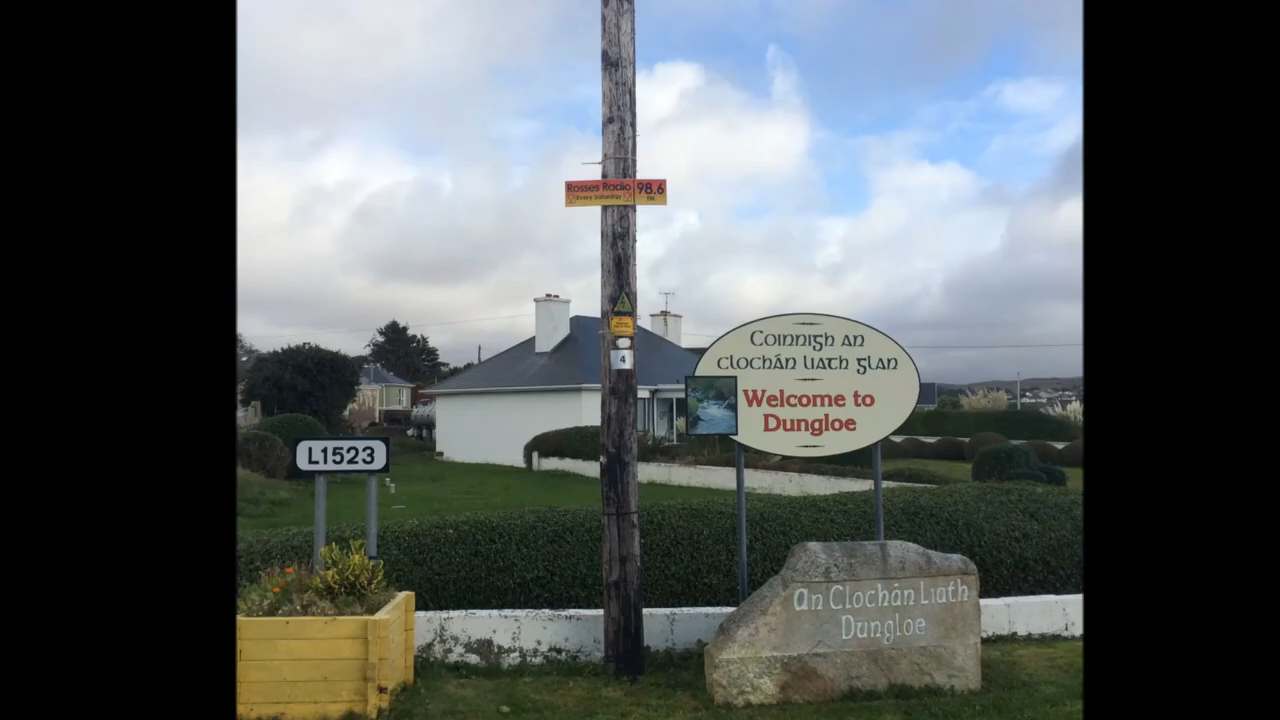 Rosses Radio 98.6
Every Saturday FM
4
Coinnigh an
Clochán Liath Glan
Welcome to
Dungloe
L1523
An Clochán Liath
Dungloe